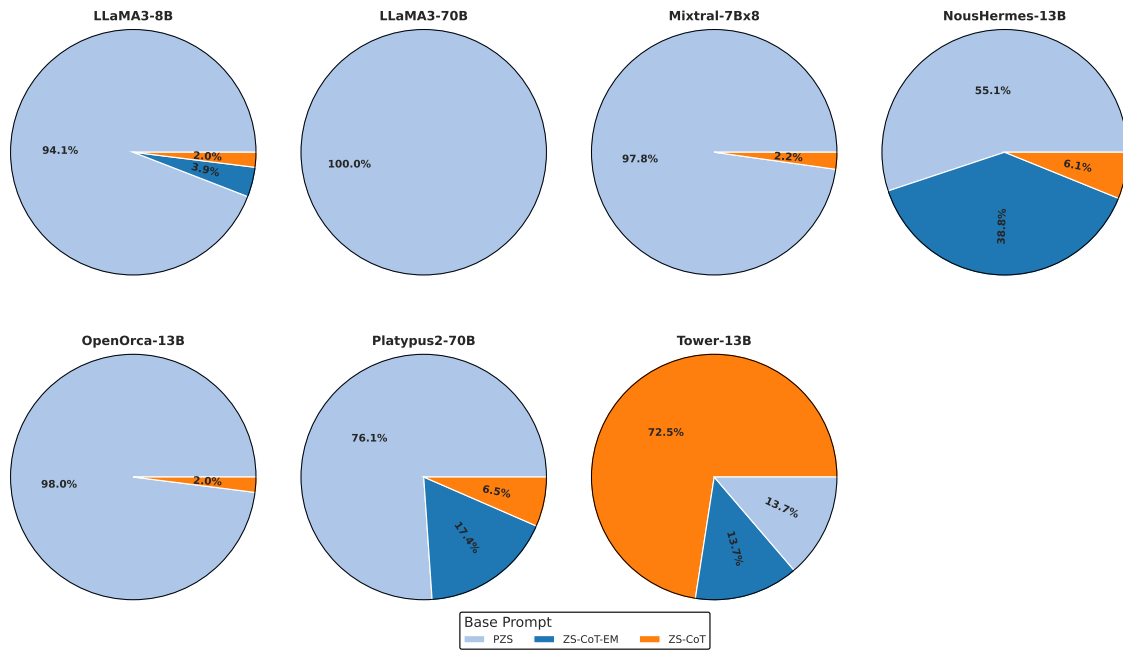 LLaMA3-8B
LLaMA3-70B
Mixtral-7Bx8
NousHermes-13B
94.1%
2.0%
3.9%
100.0%
97.8%
2.2%
55.1%
6.1%
38.8%
OpenOrca-13B
Platypus2-70B
Tower-13B
98.0%
2.0%
76.1%
6.5%
17.4%
72.5%
13.7%
13.7%
Base Prompt
PZS ZS-CoT-EM ZS-CoT